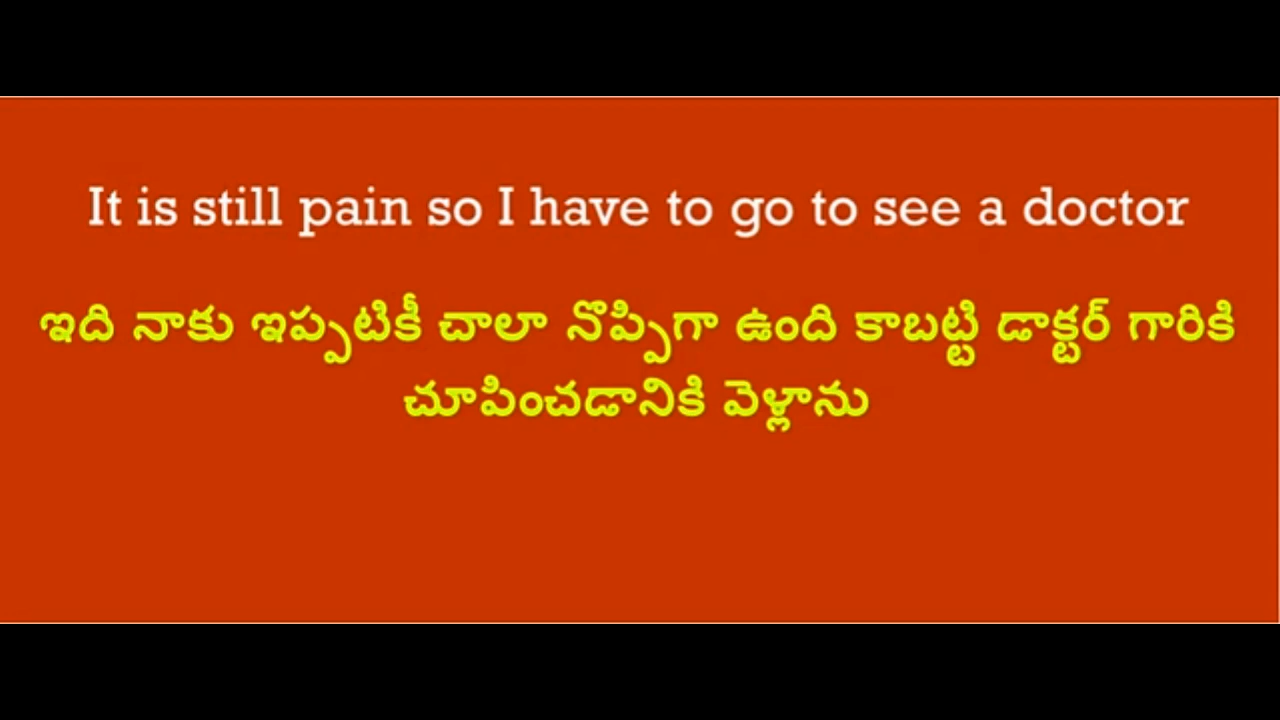 It is still pain so I have to go to see a doctor
ఇది నాకు ఇప్పటికీ చాలా నొప్పిగా ఉంది కాబట్టి డాక్టర్ గారికి
చూపించడానికి వెళ్లాను